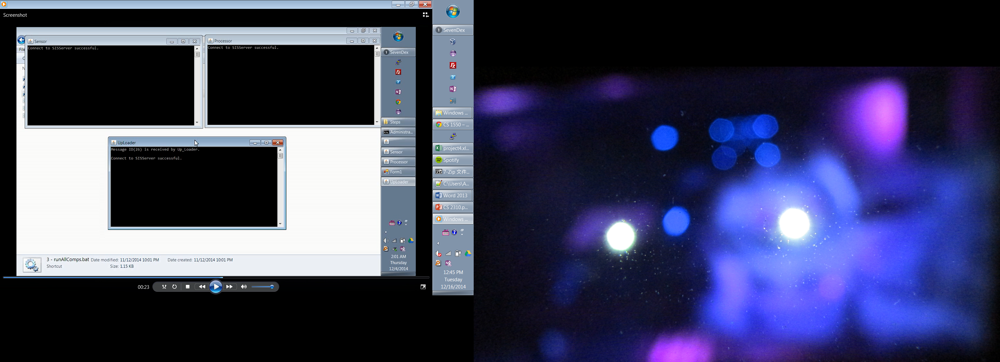 Screenshot
Sensor
Connect to SISServer successful.
Processor
Connect to SISServer successful.
File
UpLoader
Message ID(26) is received by Up_Loader.
Connect to SISServer successful.
3 - runAllComps.bat Date modified: 11/12/2014 10:01 PM Date created: 11/12/2014 10:01 PM
Shortcut Size: 1.15 KB
SevenDex
Steps
Administra...
Sensor
Processor
Form1
UpLoader
2:01 AM
Thursday
12/4/2014
00:23
SevenDex
Windows ...
CS 1550 – ...
project4.xl...
Spotify
7-Zip 文件...
C:\Users\A...
Word 2013
CS 2310.p...
Windows ...
12:45 PM
Tuesday
12/16/2014